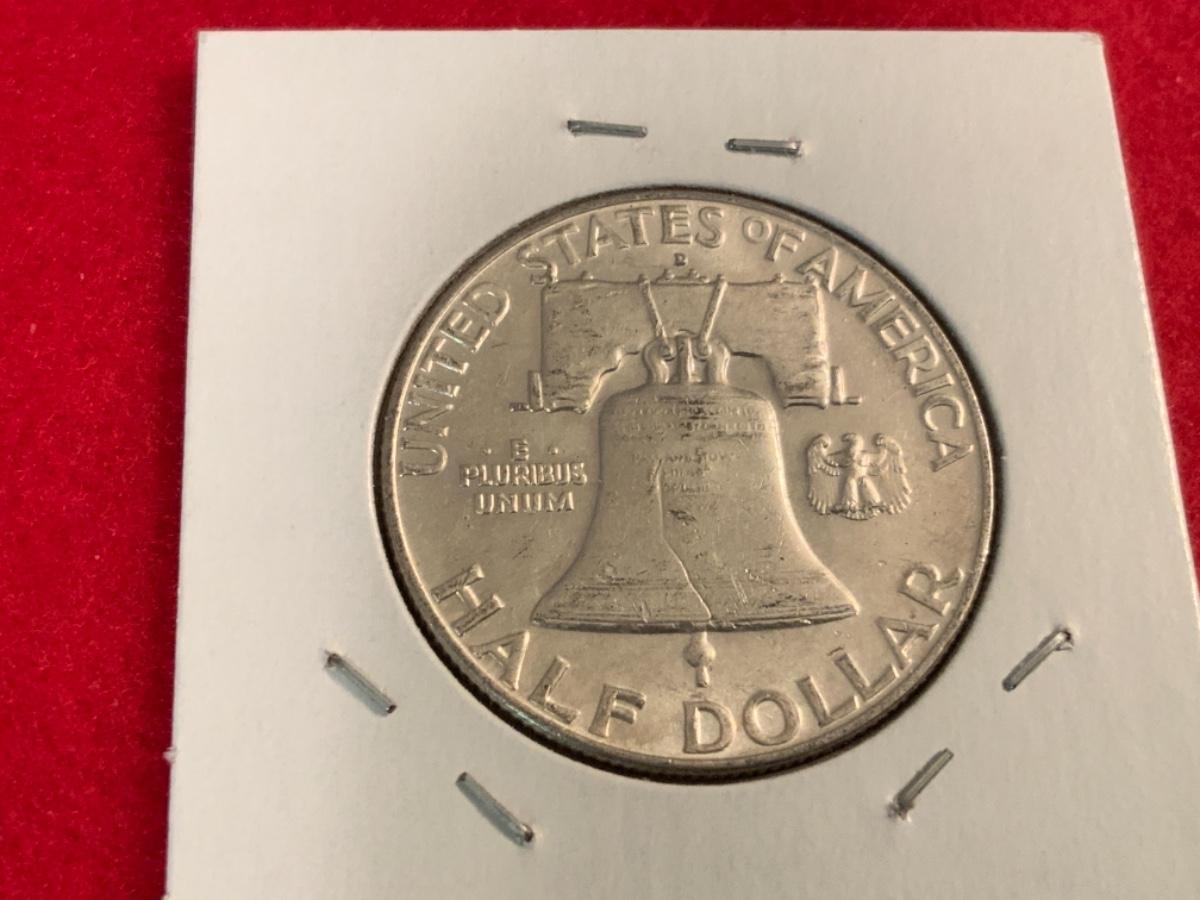 UNITED STATES OF AMERICA
D
· E ·
PLURIBUS
UNUM
HALF DOLLAR